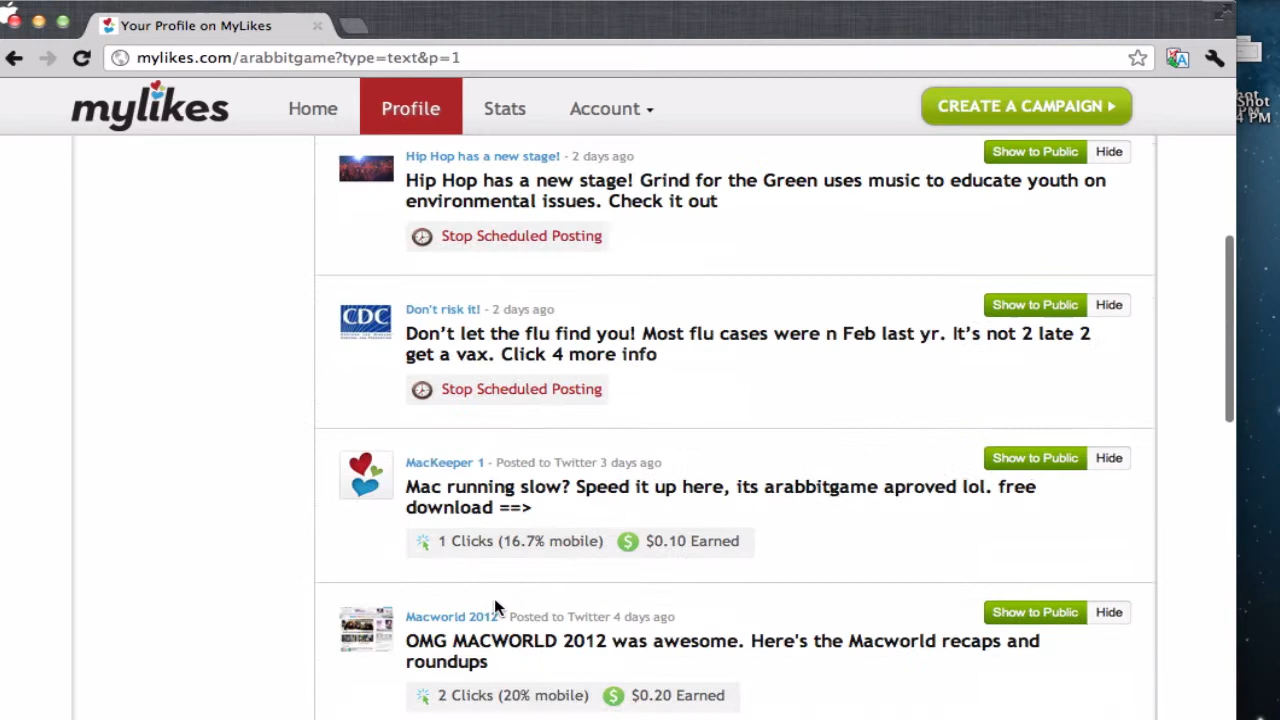 Your Profile on MyLikes
mylikes.com/arabbitgame?type=text&p=1
mylikes
Home
Profile
Stats
Account
CREATE A CAMPAIGN
Hip Hop has a new stage! - 2 days ago
Show to Public
Hide
Hip Hop has a new stage! Grind for the Green uses music to educate youth on
environmental issues. Check it out
Stop Scheduled Posting
CDC
Don't risk it! - 2 days ago
Show to Public
Hide
Don’t let the flu find you! Most flu cases were n Feb last yr. It’s not 2 late 2
get a vax. Click 4 more info
Stop Scheduled Posting
MacKeeper 1 - Posted to Twitter 3 days ago
Show to Public
Hide
Mac running slow? Speed it up here, its arabbitgame aproved lol. free
download ==>
1 Clicks (16.7% mobile)
$ $0.10 Earned
Macworld 2012 - Posted to Twitter 4 days ago
Show to Public
Hide
OMG MACWORLD 2012 was awesome. Here's the Macworld recaps and
roundups
2 Clicks (20% mobile)
$ $0.20 Earned